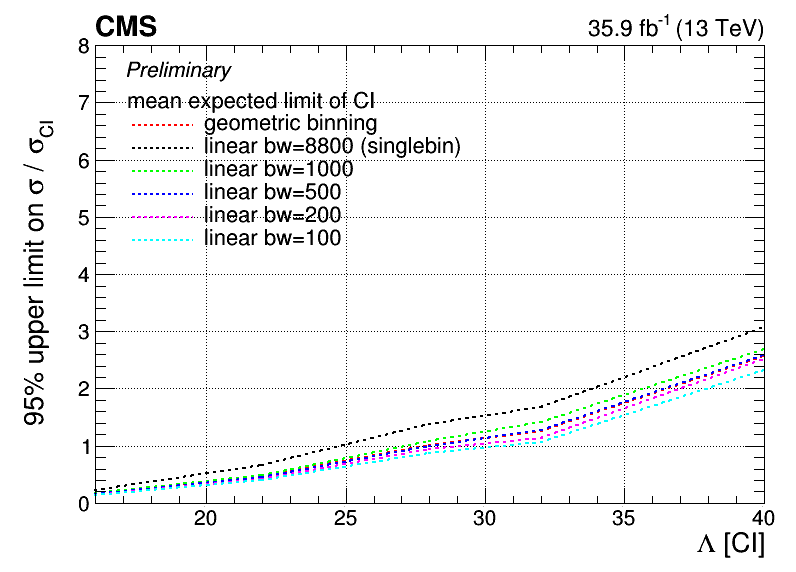 CMS
35.9 fb⁻¹ (13 TeV)
Preliminary
mean expected limit of CI
geometric binning
linear bw=8800 (singlebin)
linear bw=1000
linear bw=500
linear bw=200
linear bw=100
95% upper limit on σ / σ_CI
8
7
6
5
4
3
2
1
0
20 25 30 35 40
Λ [CI]